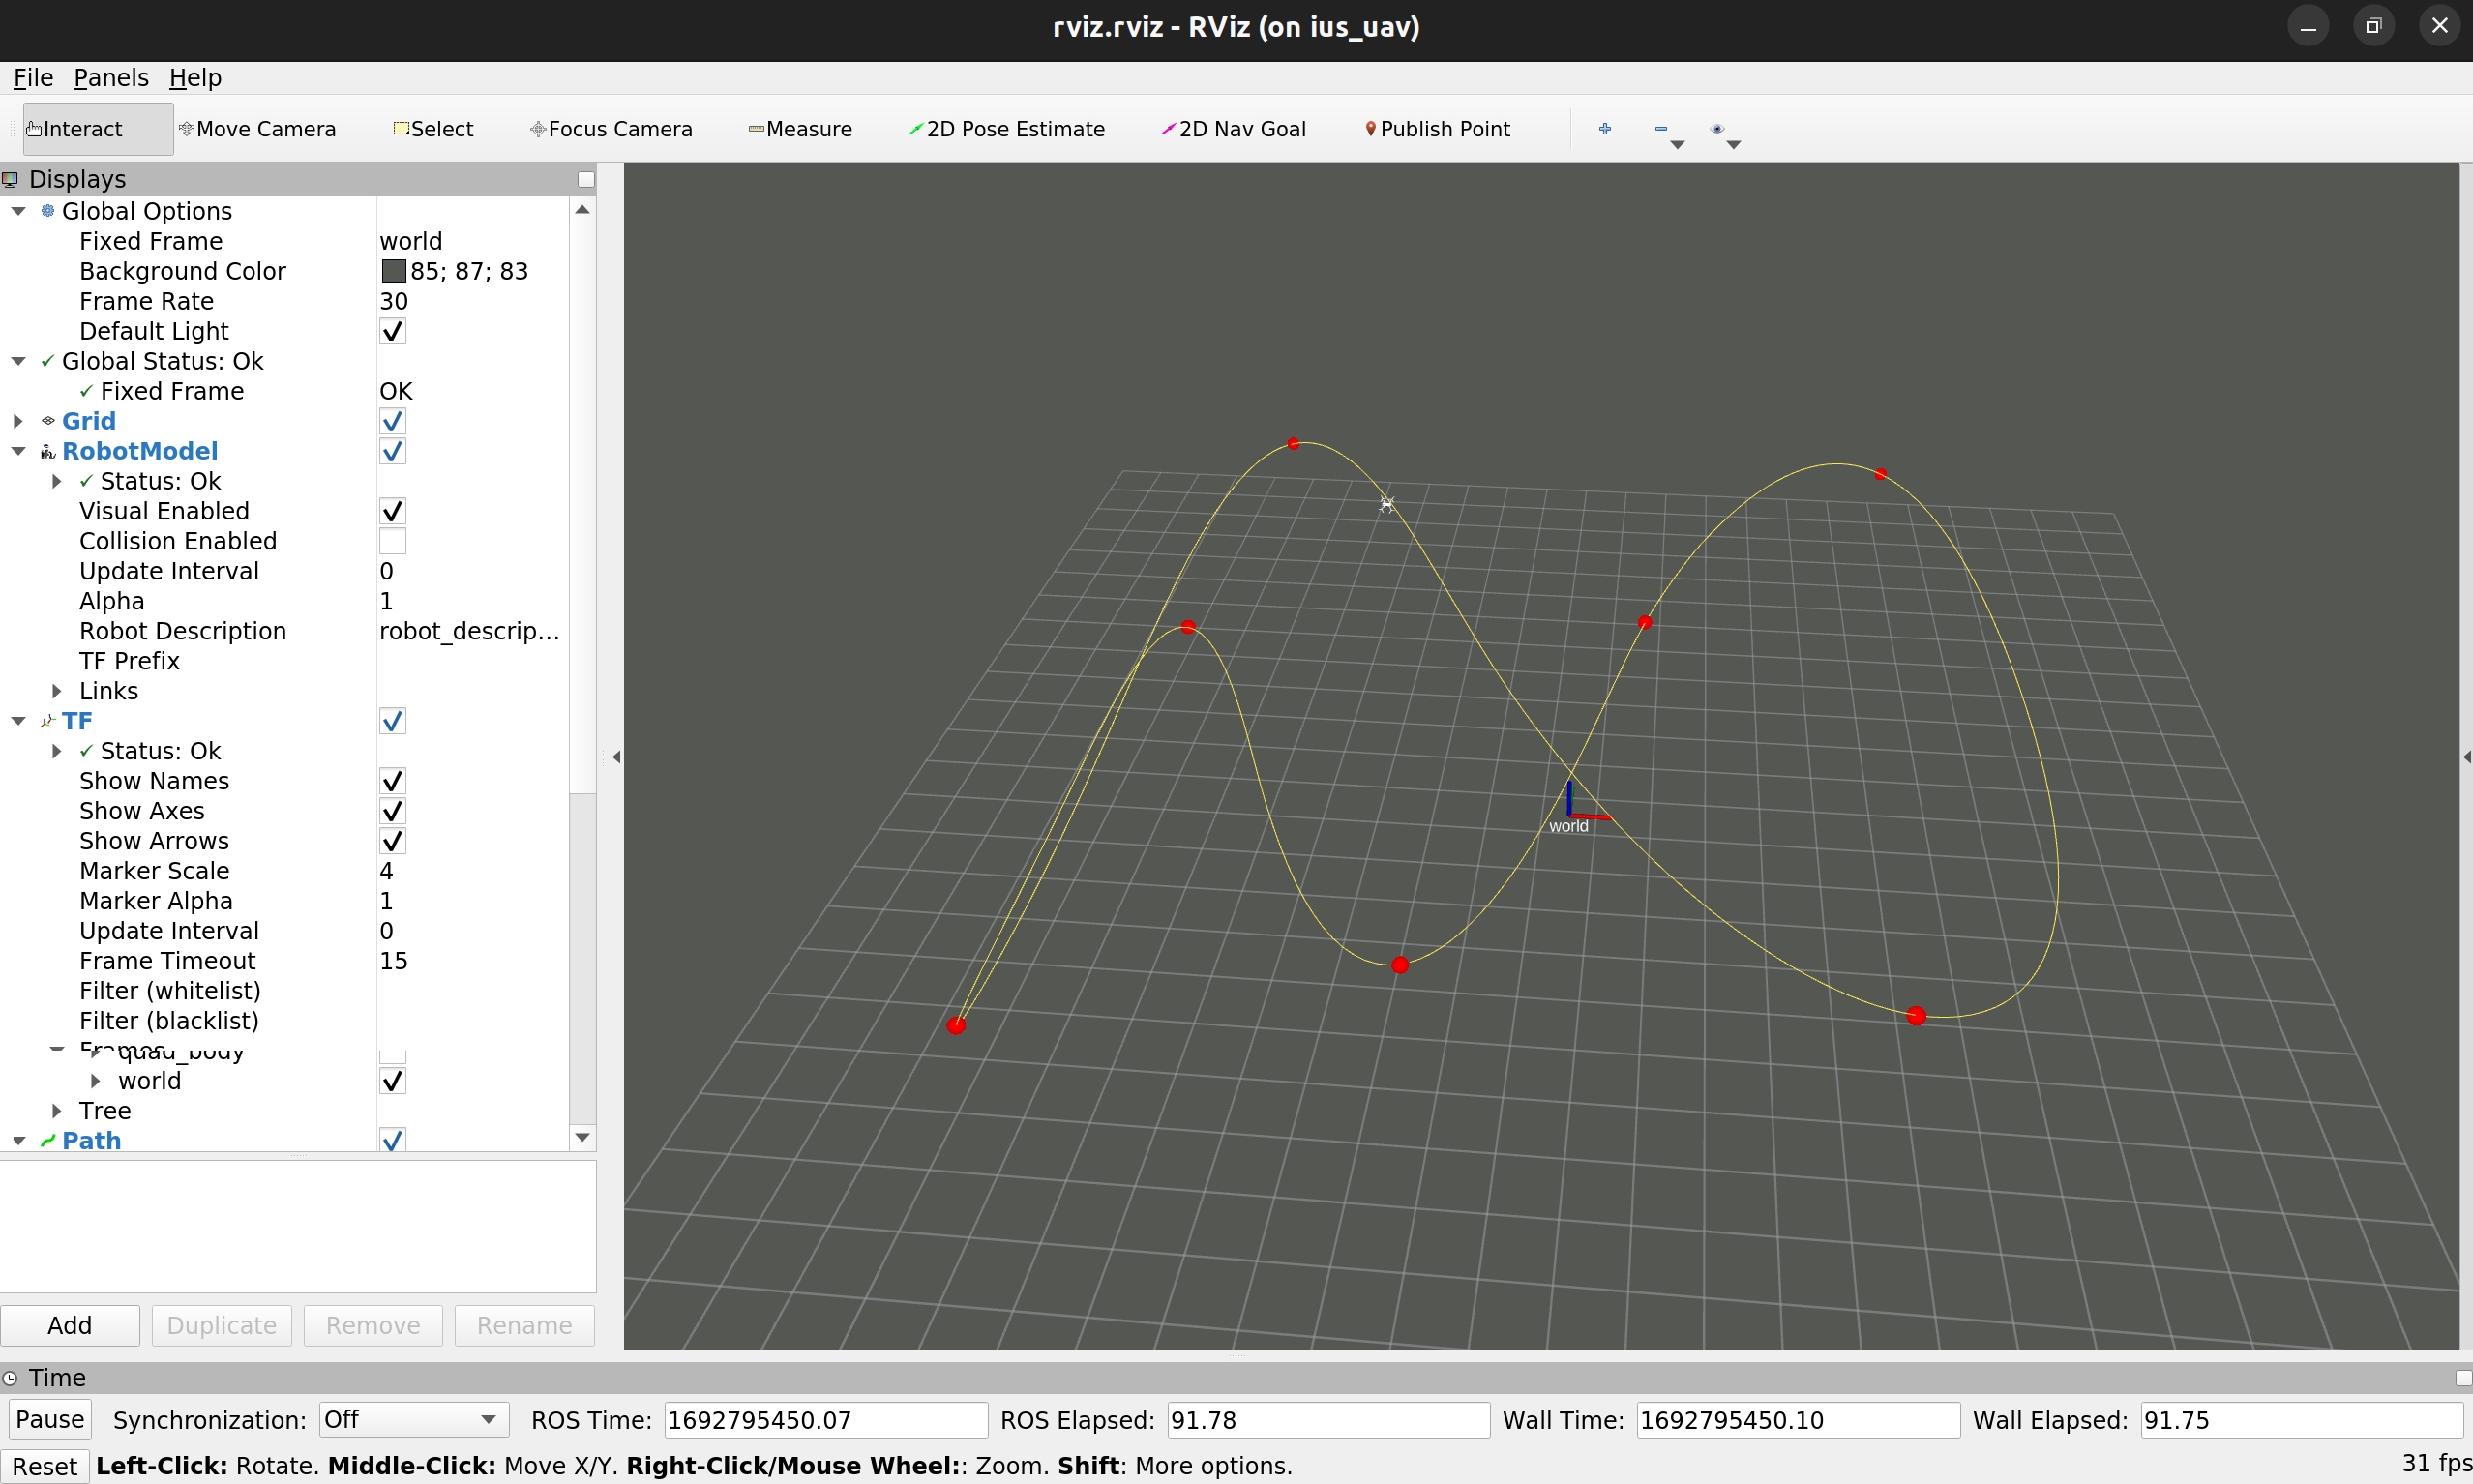 rviz.rviz - RViz (on ius_uav)
File Panels Help
Interact Move Camera Select Focus Camera Measure 2D Pose Estimate 2D Nav Goal Publish Point
Displays
Global Options
Fixed Frame world
Background Color 85; 87; 83
Frame Rate 30
Default Light
Global Status: Ok
Fixed Frame OK
Grid
RobotModel
Status: Ok
Visual Enabled
Collision Enabled
Update Interval 0
Alpha 1
Robot Description robot_descrip...
TF Prefix
Links
TF
Status: Ok
Show Names
Show Axes
Show Arrows
Marker Scale 4
Marker Alpha 1
Update Interval 0
Frame Timeout 15
Filter (whitelist)
Filter (blacklist)
Frames
quad_body
world
Tree
Path
world
Add Duplicate Remove Rename
Time
Pause Synchronization: Off ROS Time: 1692795450.07 ROS Elapsed: 91.78 Wall Time: 1692795450.10 Wall Elapsed: 91.75
Reset Left-Click: Rotate. Middle-Click: Move X/Y. Right-Click/Mouse Wheel:: Zoom. Shift: More options. 31 fps